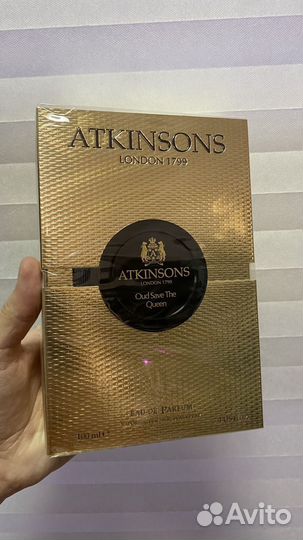 ATKINSONS
LONDON 1799
ATKINSONS
LONDON 1799
Oud Save The
Queen
EAU DE PARFUM
100 ml ℮
Avito